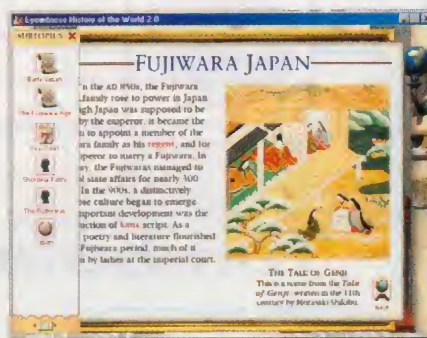 Eyewitness History of the World 2.0
SUBTOPICS X
FUJIWARA JAPAN
Early Japan
The Fujiwara Age
The Fujiwara
n the AD 850s, the Fujiwara
family rose to power in Japan
gh Japan was supposed to be
by the emperor, it became the
n to appoint a member of the
ara family as his regent, and for
mperor to marry a Fujiwara. In
ay, the Fujiwaras managed to
l state affairs for nearly 300
In the 900s, a distinctively
ese culture began to emerge
mportant development was the
uction of kana script. As a
poetry and literature flourished
Fujiwara period, much of it
n by ladies at the imperial court.
THE TALE OF GENJI
This is a scene from the Tale
of Genji, written in the 11th
century by Murasaki Shikibu.